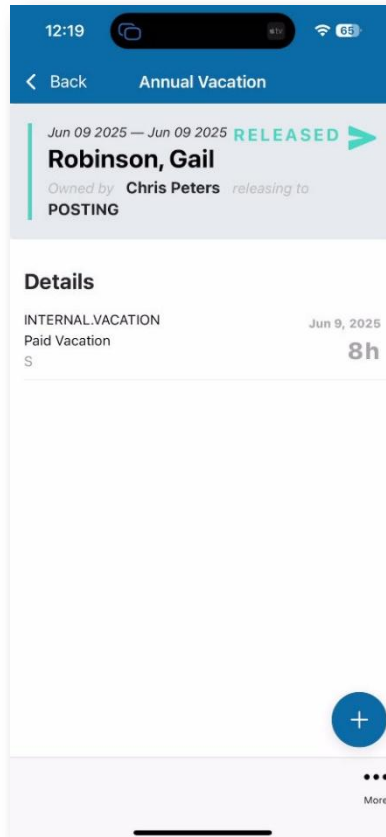 12:19
tv
65
Back
Annual Vacation
Jun 09 2025 — Jun 09 2025 RELEASED
Robinson, Gail
Owned by Chris Peters releasing to
POSTING
Details
INTERNAL.VACATION
Jun 9, 2025
Paid Vacation
8h
S
More